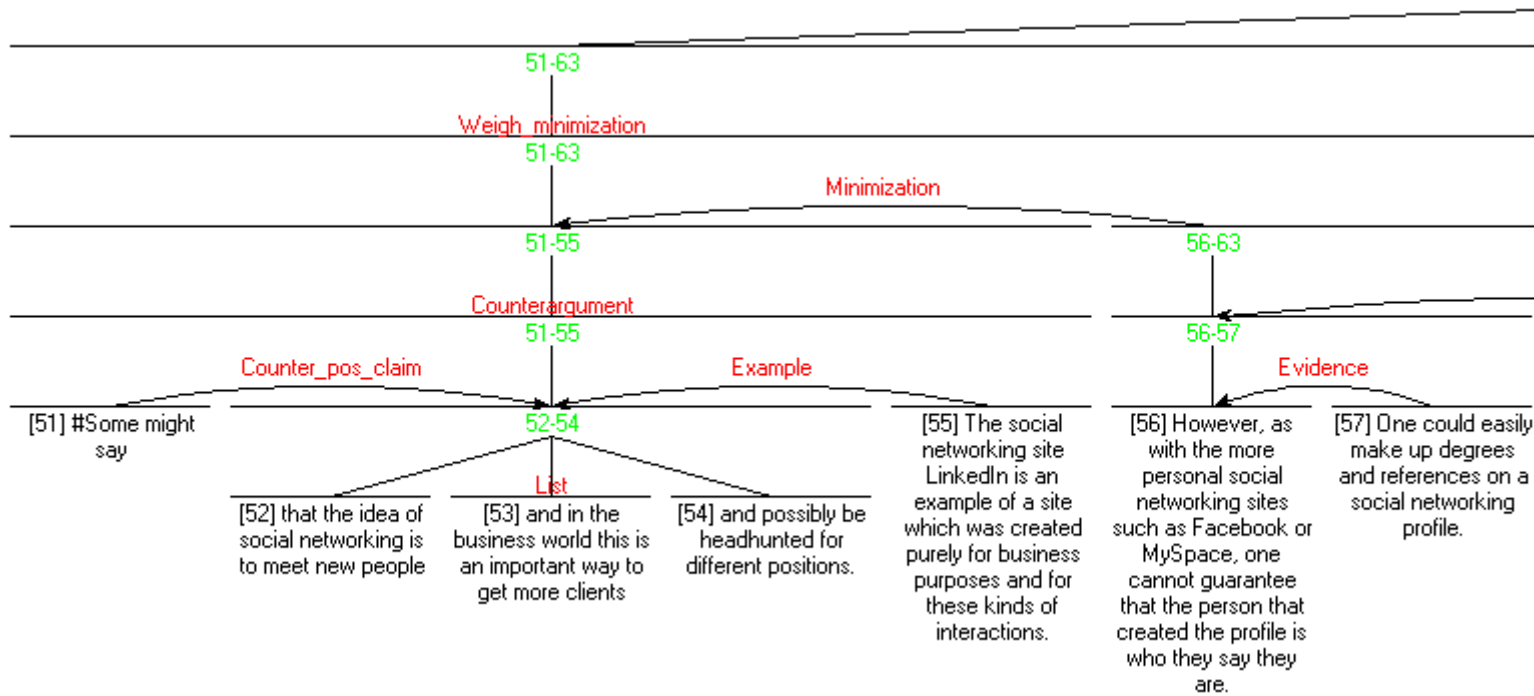 51-63
Weigh_minimization
51-63
Minimization
51-55
56-63
Counterargument
51-55
56-57
Counter_pos_claim
Example
Evidence
[51] #Some might
say
52-54
List
[52] that the idea of
social networking is
to meet new people
[53] and in the
business world this is
an important way to
get more clients
[54] and possibly be
headhunted for
different positions.
[55] The social
networking site
LinkedIn is an
example of a site
which was created
purely for business
purposes and for
these kinds of
interactions.
[56] However, as
with the more
personal social
networking sites
such as Facebook or
MySpace, one
cannot guarantee
that the person that
created the profile is
who they say they
are.
[57] One could easily
make up degrees
and references on a
social networking
profile.